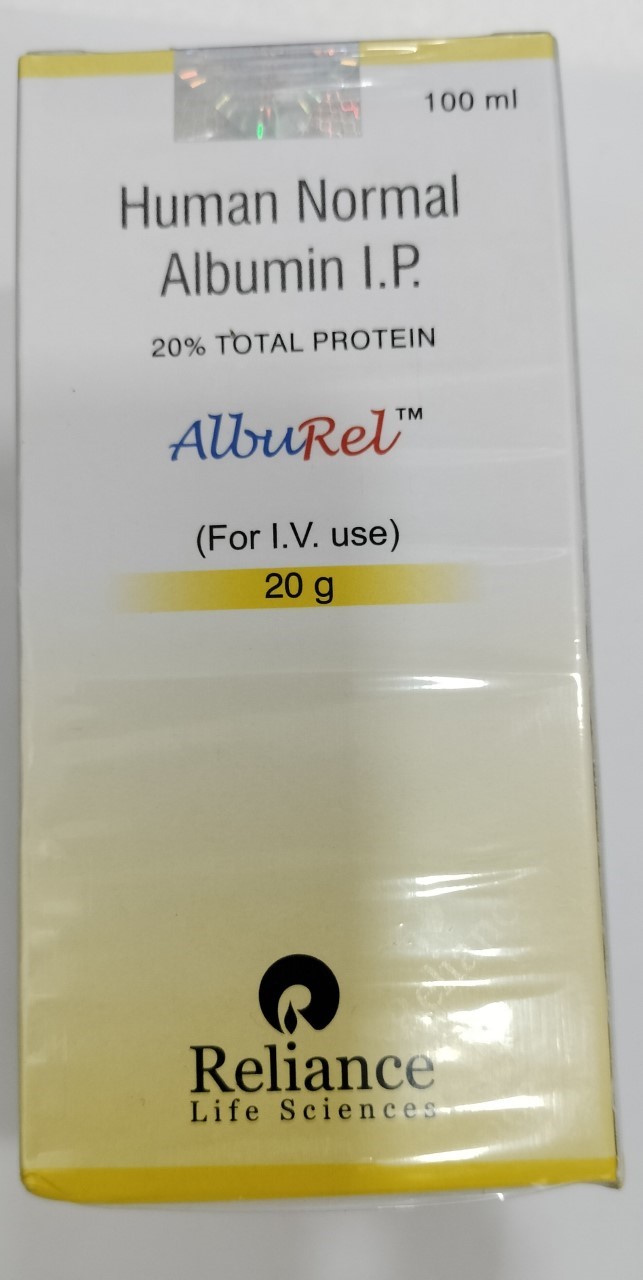 100 ml
Human Normal
Albumin I.P.
20% TOTAL PROTEIN
AlbuRel™
(For I.V. use)
20 g
Reliance
Life Sciences